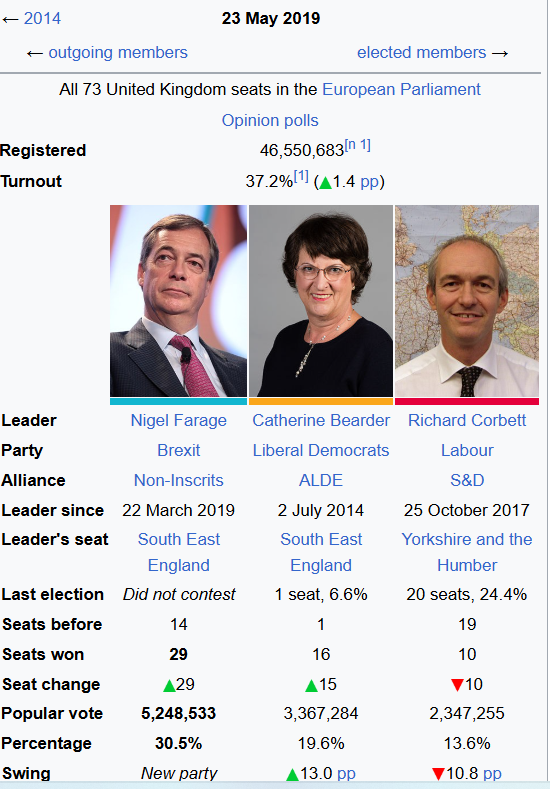 ← 2014 23 May 2019
← outgoing members elected members →
All 73 United Kingdom seats in the European Parliament
Opinion polls
Registered 46,550,683[n 1]
Turnout 37.2%[1] (▲1.4 pp)
Leader Nigel Farage Catherine Bearder Richard Corbett
Party Brexit Liberal Democrats Labour
Alliance Non-Inscrits ALDE S&D
Leader since 22 March 2019 2 July 2014 25 October 2017
Leader's seat South East South East Yorkshire and the
England England Humber
Last election Did not contest 1 seat, 6.6% 20 seats, 24.4%
Seats before 14 1 19
Seats won 29 16 10
Seat change ▲29 ▲15 ▼10
Popular vote 5,248,533 3,367,284 2,347,255
Percentage 30.5% 19.6% 13.6%
Swing New party ▲13.0 pp ▼10.8 pp